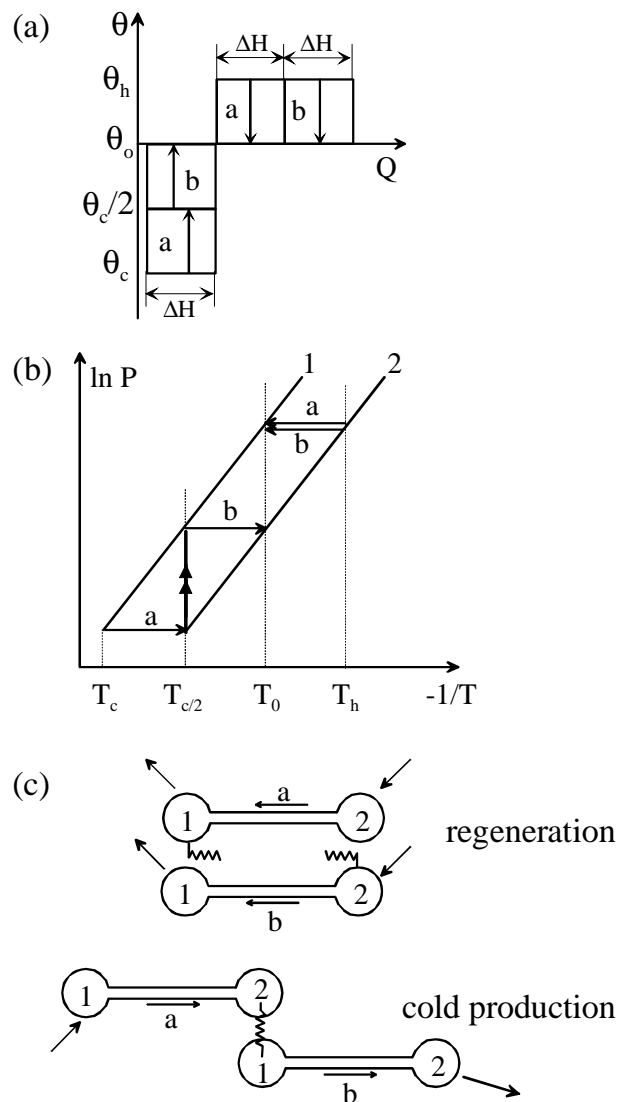 (a)
θ
ΔH ΔH
θh
a b
θo
Q
b
θc/2
a
θc
ΔH
(b)
ln P
1 2
a
b
b
a
Tc Tc/2 T0 Th -1/T
(c)
a
1 2
regeneration
1 2
b
1 2
a
cold production
1 2
b